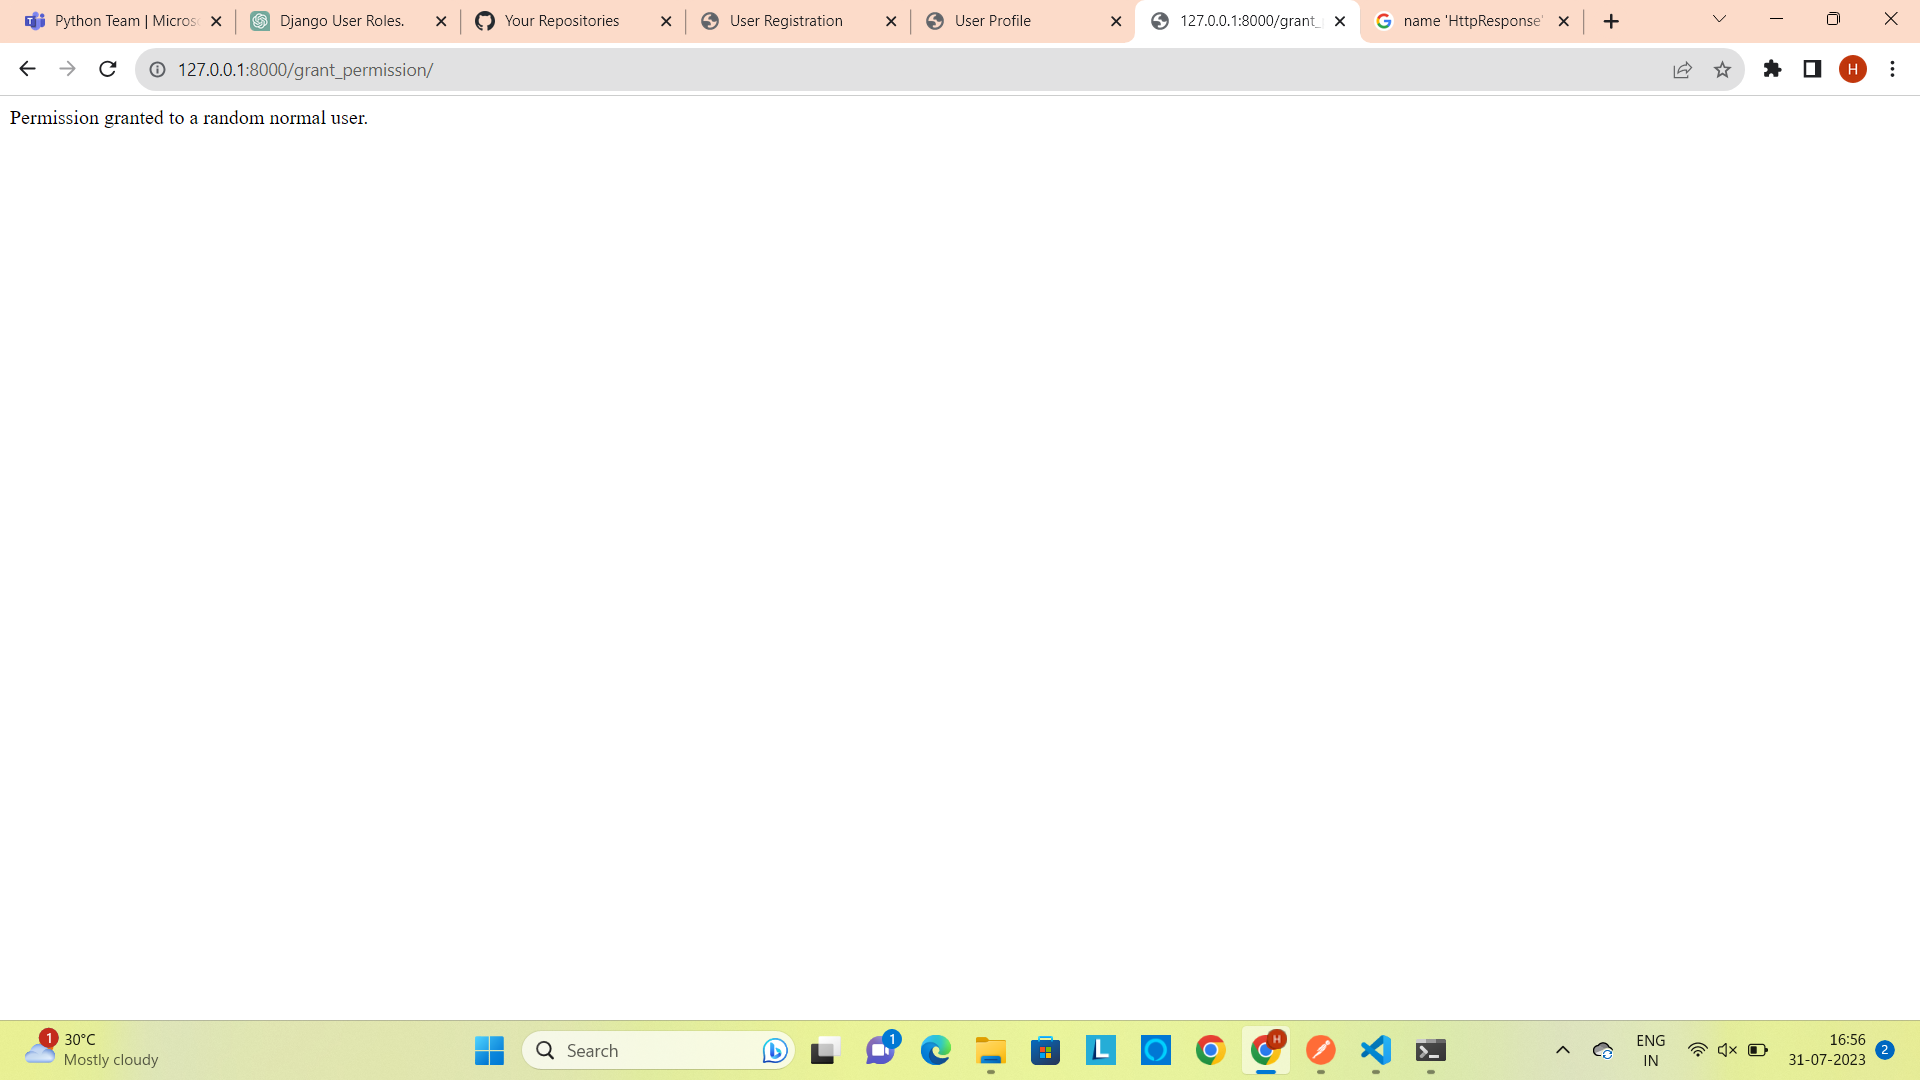 Python Team | Micros
Django User Roles.
Your Repositories
User Registration
User Profile
127.0.0.1:8000/grant_
name 'HttpResponse'
127.0.0.1:8000/grant_permission/
H
Permission granted to a random normal user.
1
30°C
Mostly cloudy
Search
1
L
H
ENG
IN
16:56
31-07-2023
2